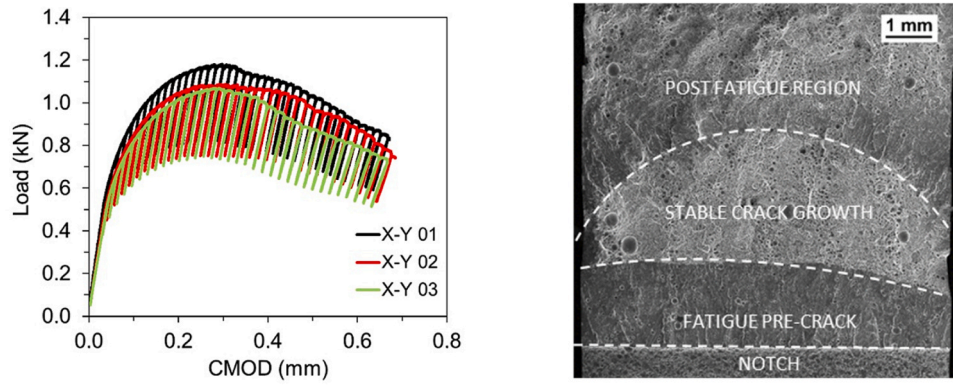 1.4
1.2
1.0
0.8
0.6
0.4
0.2
0.0
Load (kN)
X-Y 01
X-Y 02
X-Y 03
0.0 0.2 0.4 0.6 0.8
CMOD (mm)
1 mm
POST FATIGUE REGION
STABLE CRACK GROWTH
FATIGUE PRE-CRACK
NOTCH